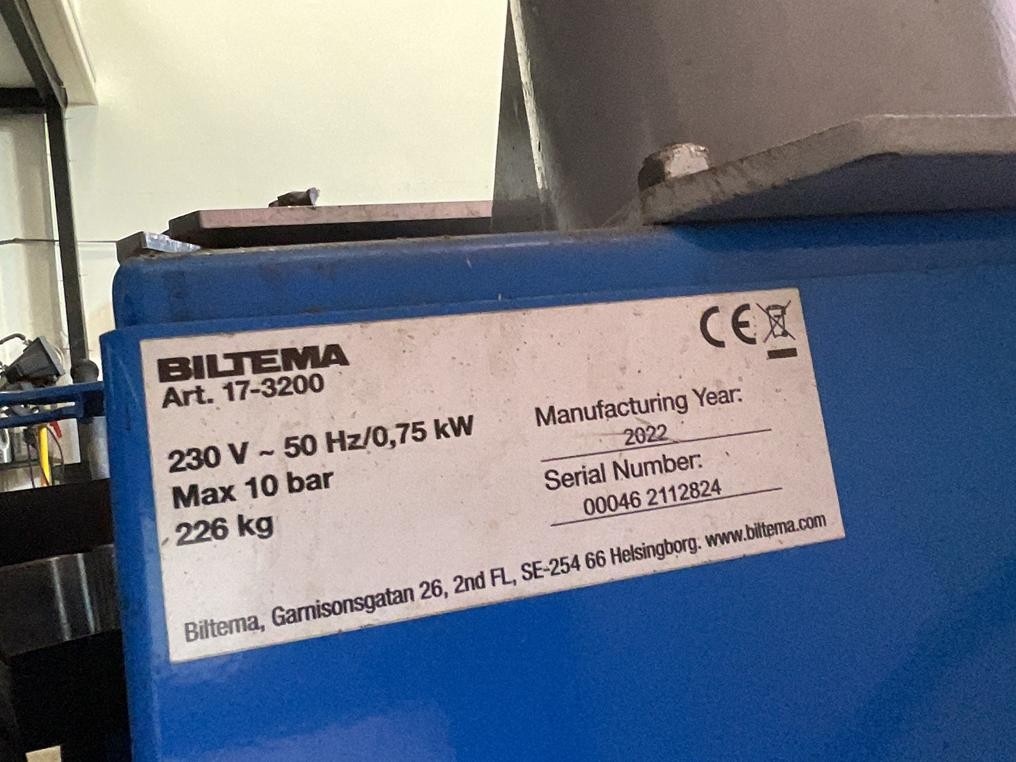 BILTEMA
Art. 17-3200
230 V ~ 50 Hz/0,75 kW
Max 10 bar
226 kg
CE
Manufacturing Year:
2022
Serial Number:
00046 2112824
Biltema, Garnisonsgatan 26, 2nd FL, SE-254 66 Helsingborg. www.biltema.com